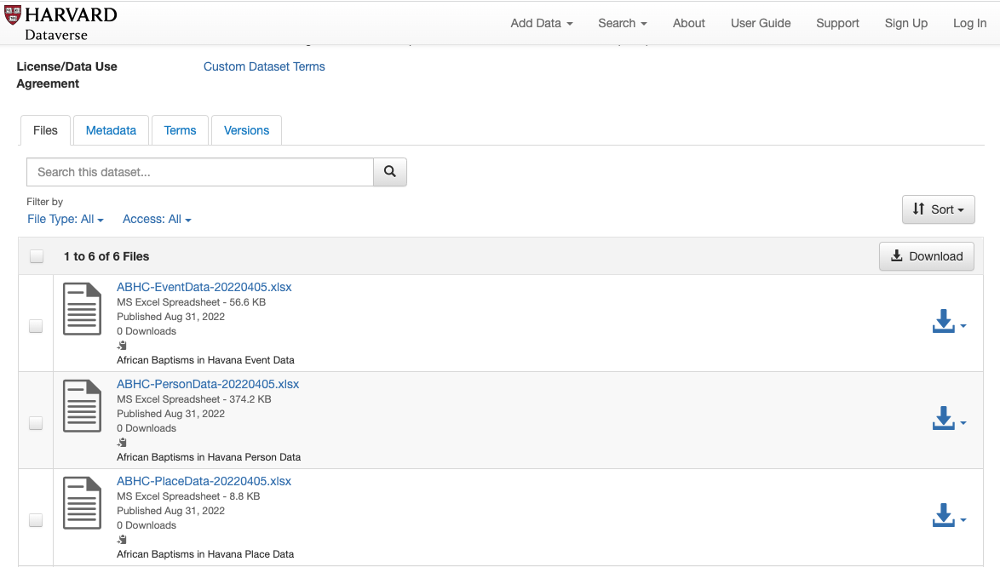 HARVARD
Dataverse
Add Data
Search
About
User Guide
Support
Sign Up
Log In
License/Data Use
Agreement
Custom Dataset Terms
Files
Metadata
Terms
Versions
Search this dataset...
Filter by
File Type: All
Access: All
Sort
1 to 6 of 6 Files
Download
ABHC-EventData-20220405.xlsx
MS Excel Spreadsheet - 56.6 KB
Published Aug 31, 2022
0 Downloads
African Baptisms in Havana Event Data
ABHC-PersonData-20220405.xlsx
MS Excel Spreadsheet - 374.2 KB
Published Aug 31, 2022
0 Downloads
African Baptisms in Havana Person Data
ABHC-PlaceData-20220405.xlsx
MS Excel Spreadsheet - 8.8 KB
Published Aug 31, 2022
0 Downloads
African Baptisms in Havana Place Data